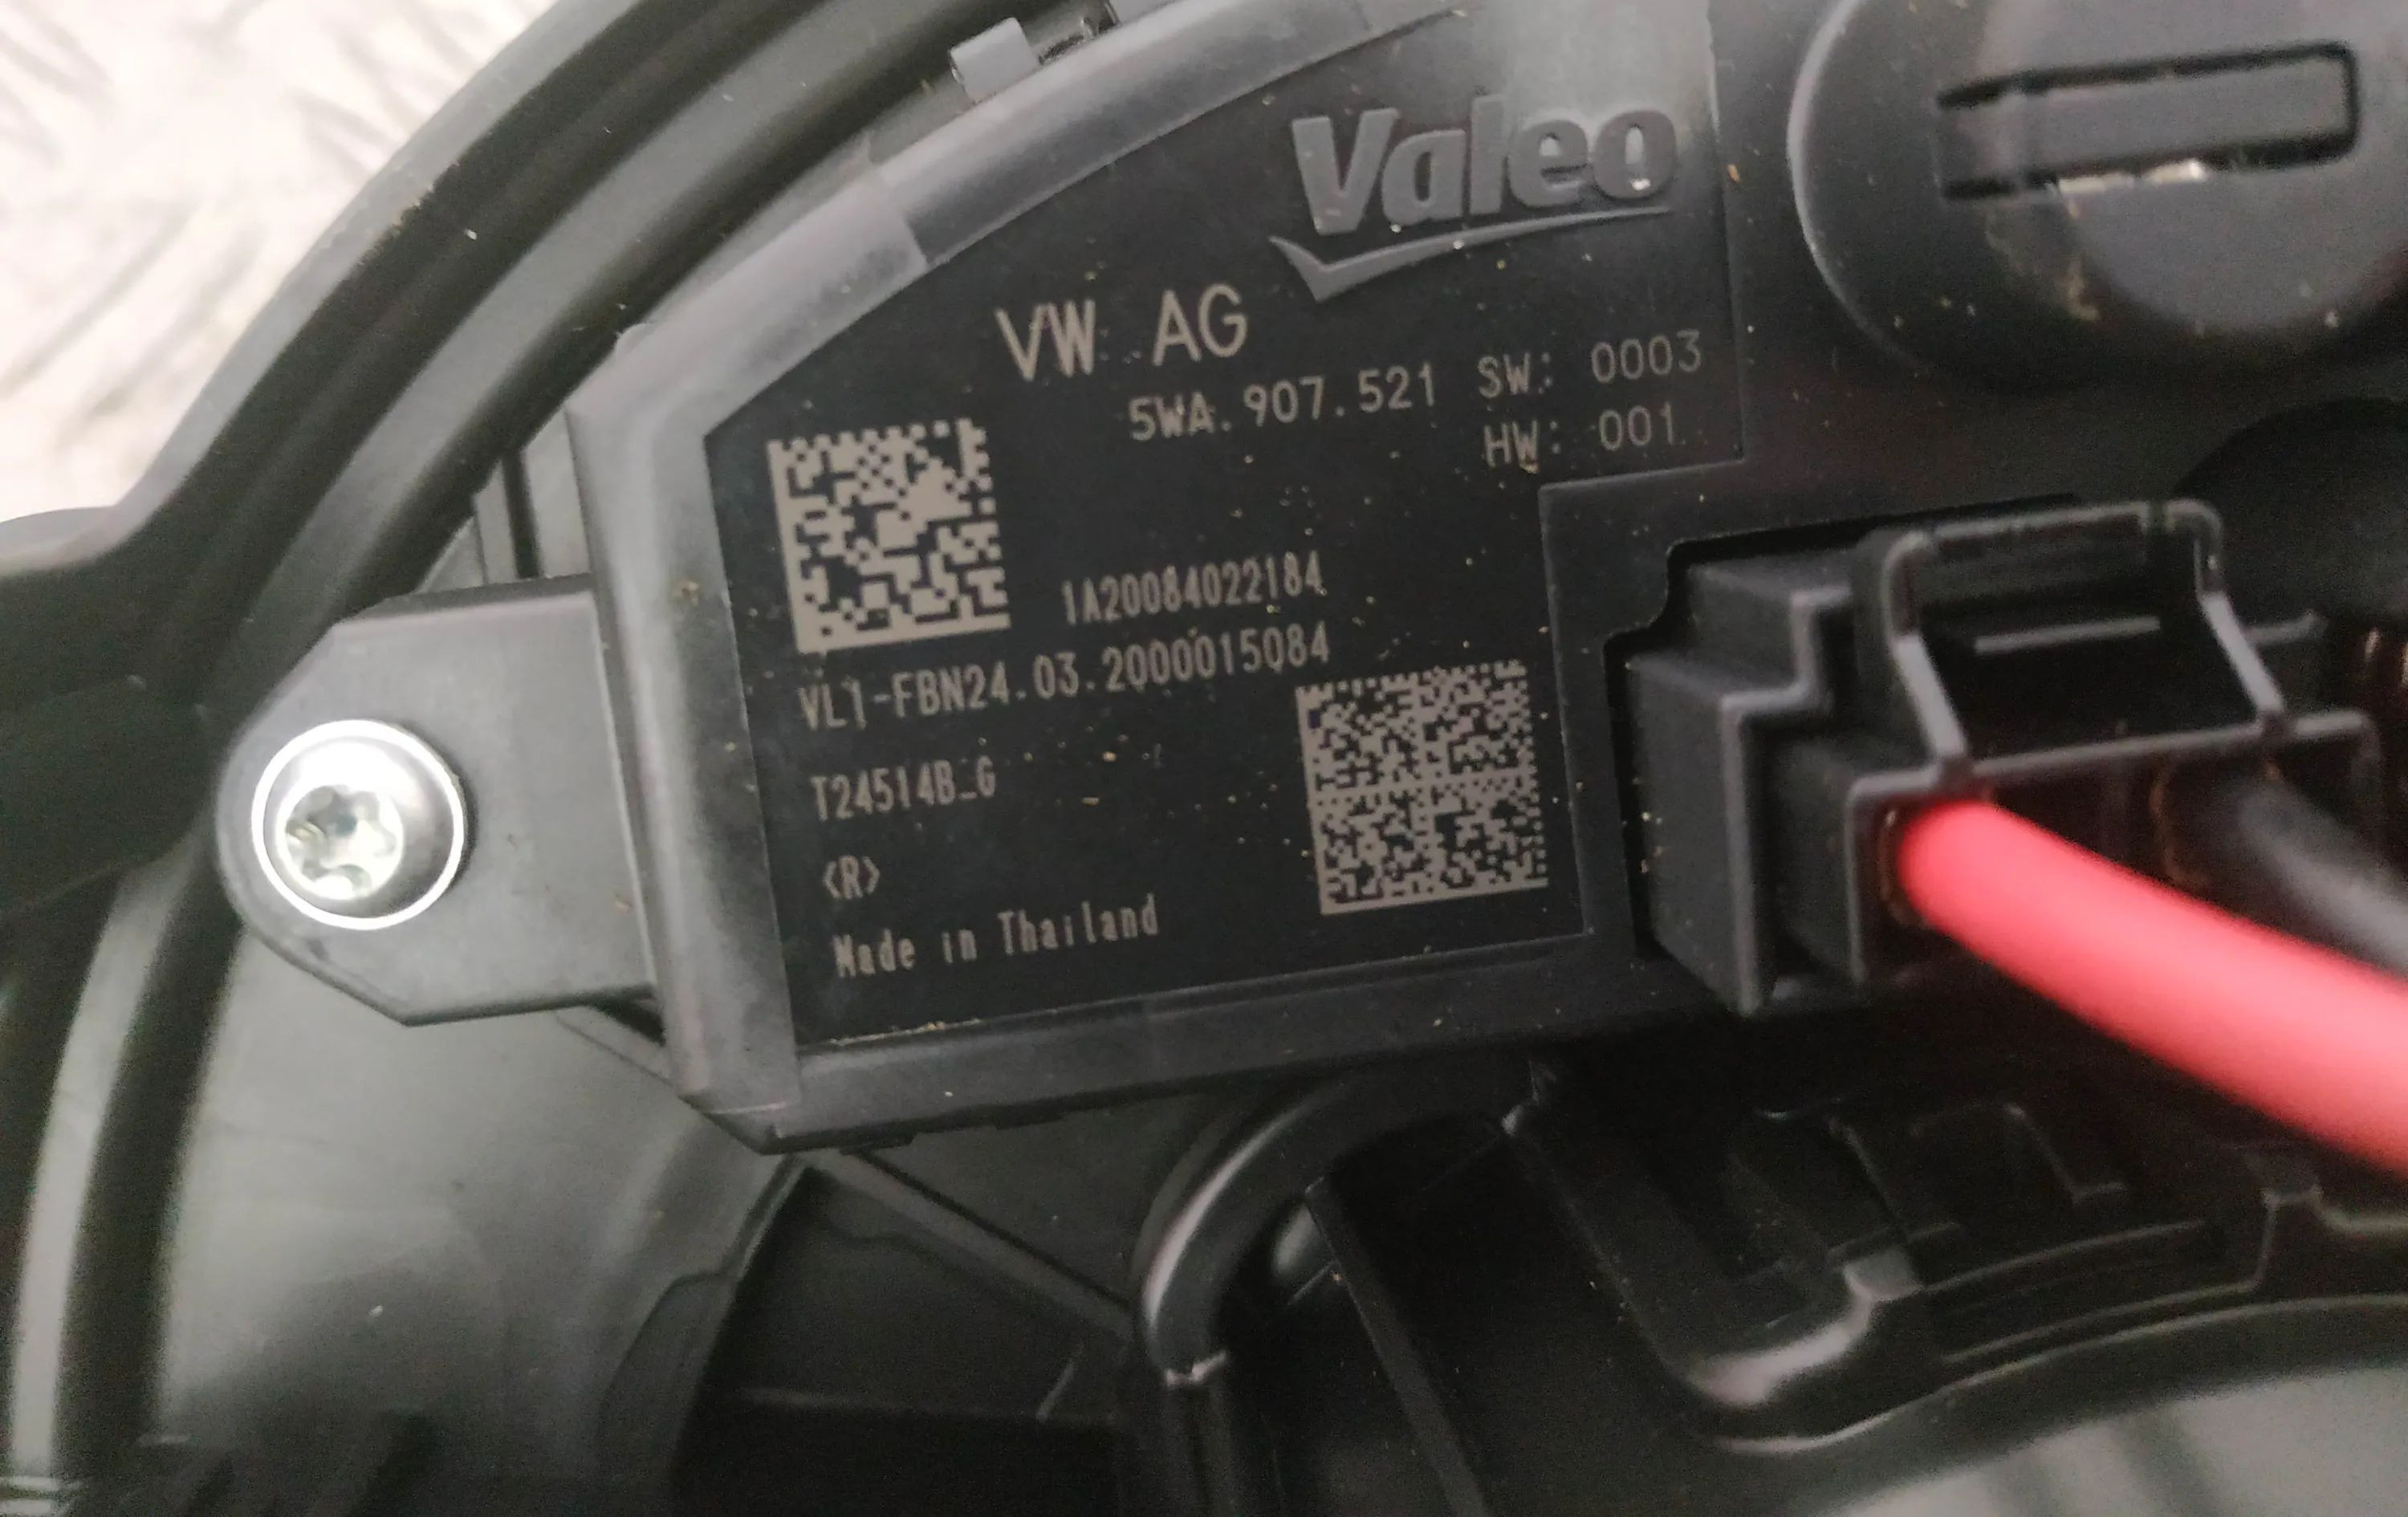 Valeo
VW AG
5WA.907.521 SW: 0003
HW: 001
1A20084022184
VL1-FBN24.03.2000015084
T24514B_G
<R>
Made in Thailand